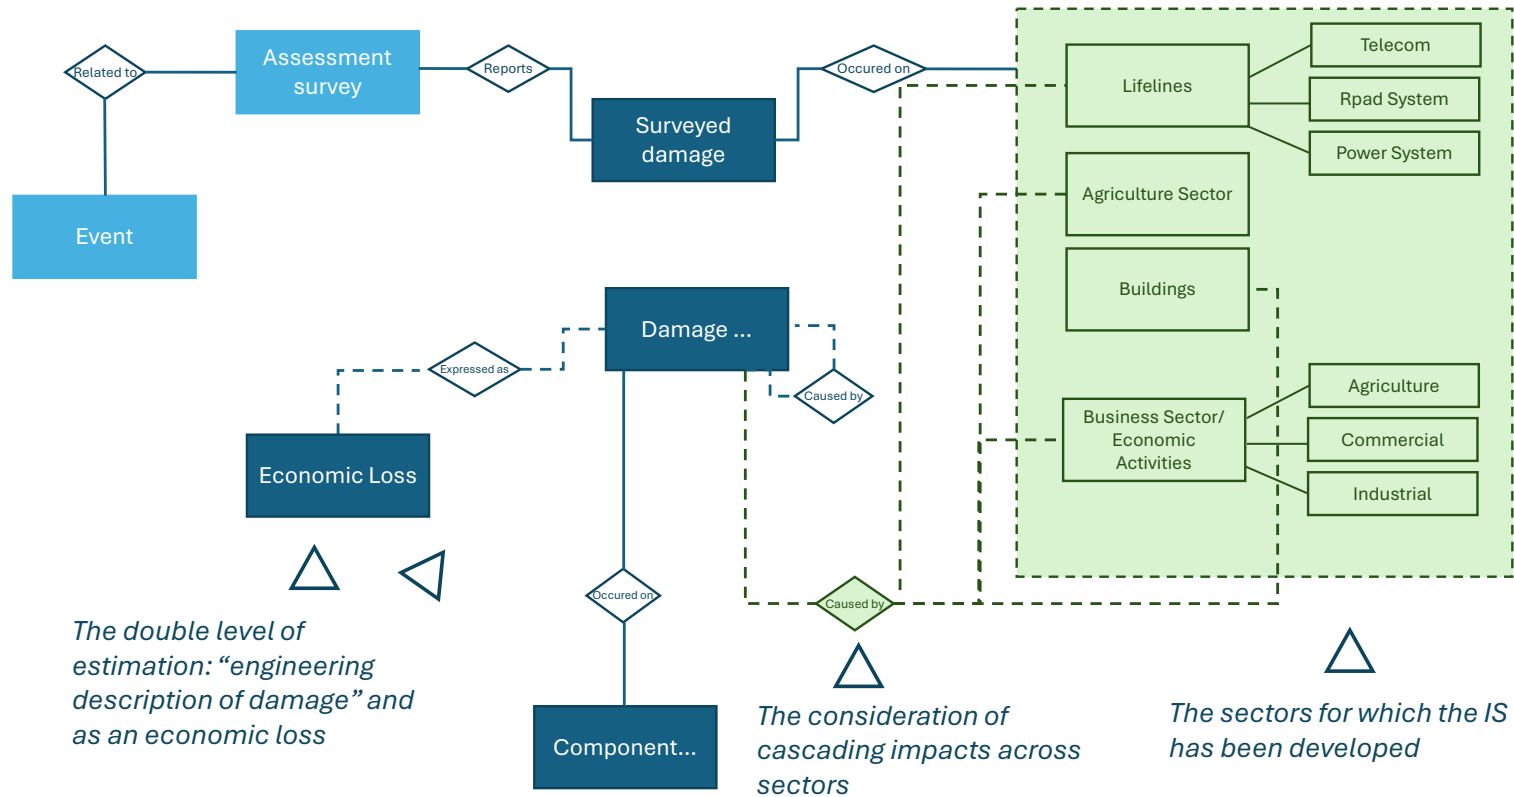 Related to
Assessment
survey
Reports
Surveyed
damage
Occured on
Event
Lifelines
Telecom
Rpad System
Power System
Agriculture Sector
Buildings
Business Sector/
Economic
Activities
Agriculture
Commercial
Industrial
Damage ...
Expressed as
Caused by
Economic Loss
Occured on
Caused by
Component...
The double level of
estimation: “engineering
description of damage” and
as an economic loss
The consideration of
cascading impacts across
sectors
The sectors for which the IS
has been developed